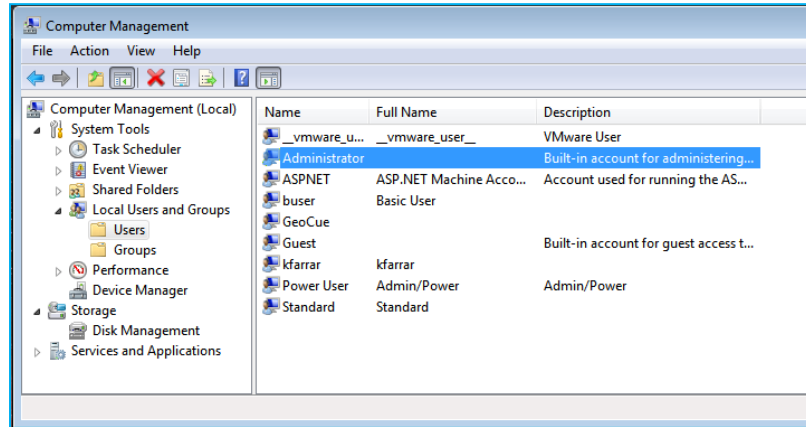 Computer Management
File Action View Help
Computer Management (Local)
System Tools
Task Scheduler
Event Viewer
Shared Folders
Local Users and Groups
Users
Groups
Performance
Device Manager
Storage
Disk Management
Services and Applications
Name Full Name Description
__vmware_u... __vmware_user__ VMware User
Administrator Built-in account for administering...
ASPNET ASP.NET Machine Acco... Account used for running the AS...
buser Basic User
GeoCue
Guest Built-in account for guest access t...
kfarrar kfarrar
Power User Admin/Power Admin/Power
Standard Standard